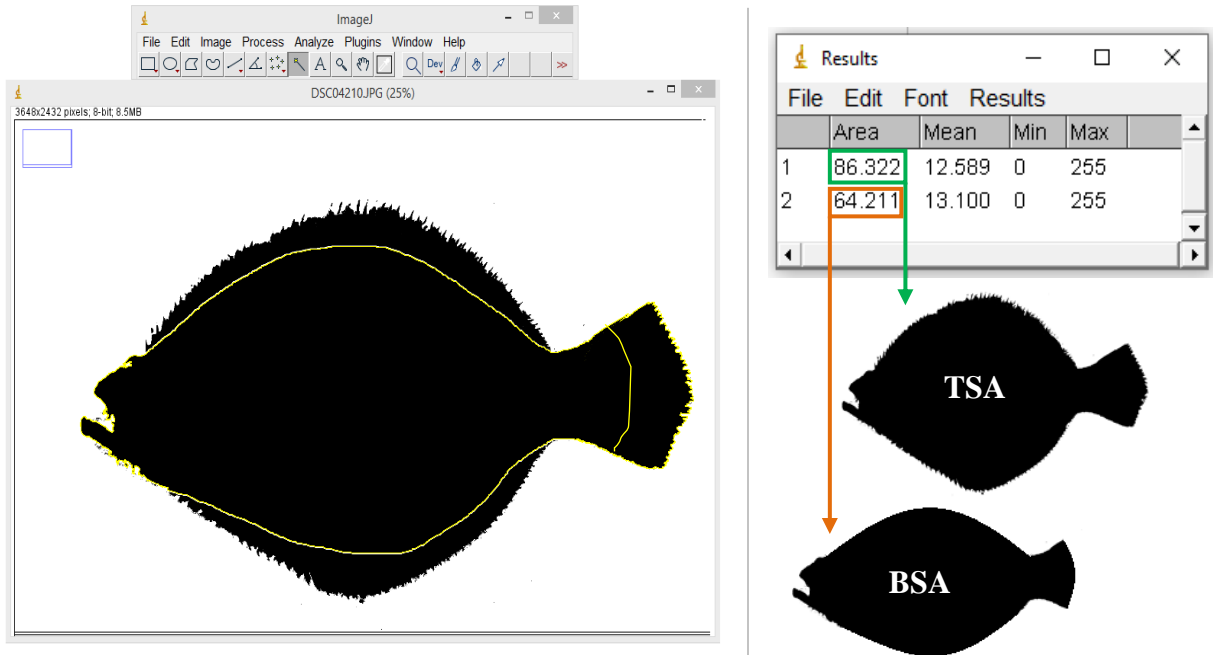 ImageJ
File Edit Image Process Analyze Plugins Window Help
A Dev >>
DSC04210.JPG (25%)
3648x2432 pixels; 8-bit; 8.5MB
Results
File Edit Font Results
Area Mean Min Max
1 86.322 12.589 0 255
2 64.211 13.100 0 255
TSA
BSA